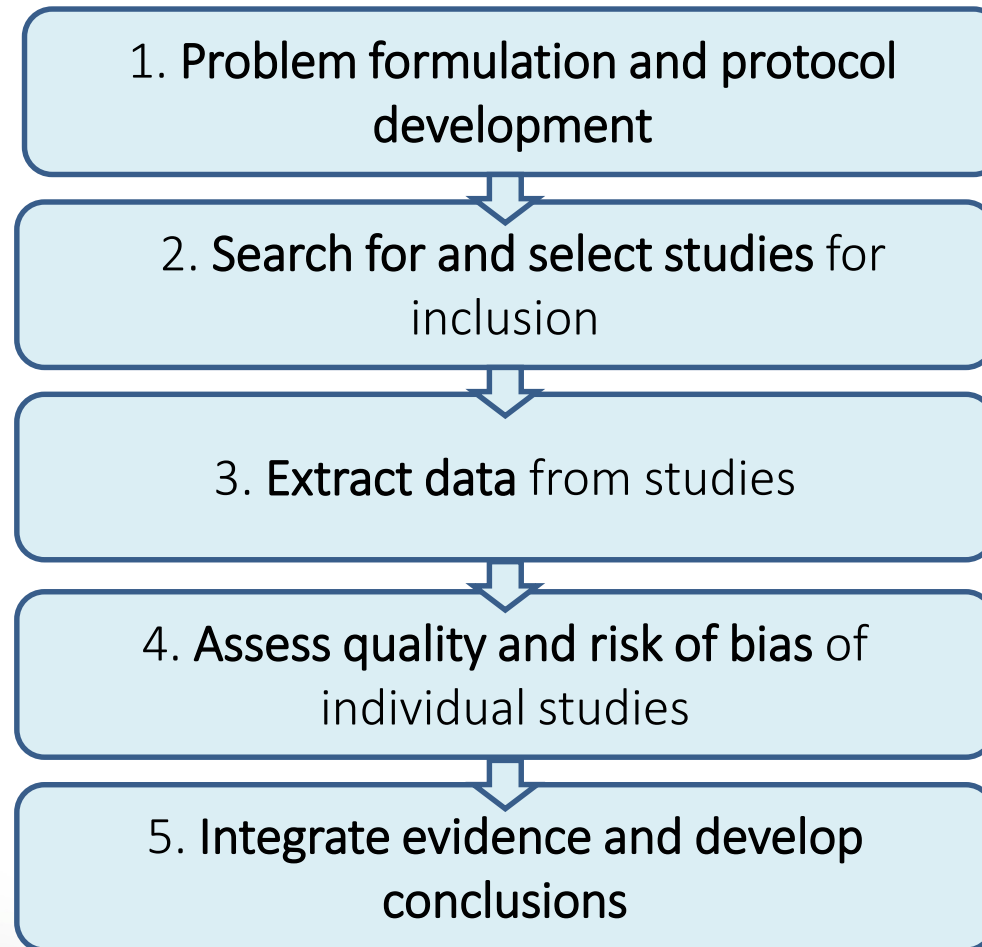 1. Problem formulation and protocol
development
2. Search for and select studies for
inclusion
3. Extract data from studies
4. Assess quality and risk of bias of
individual studies
5. Integrate evidence and develop
conclusions